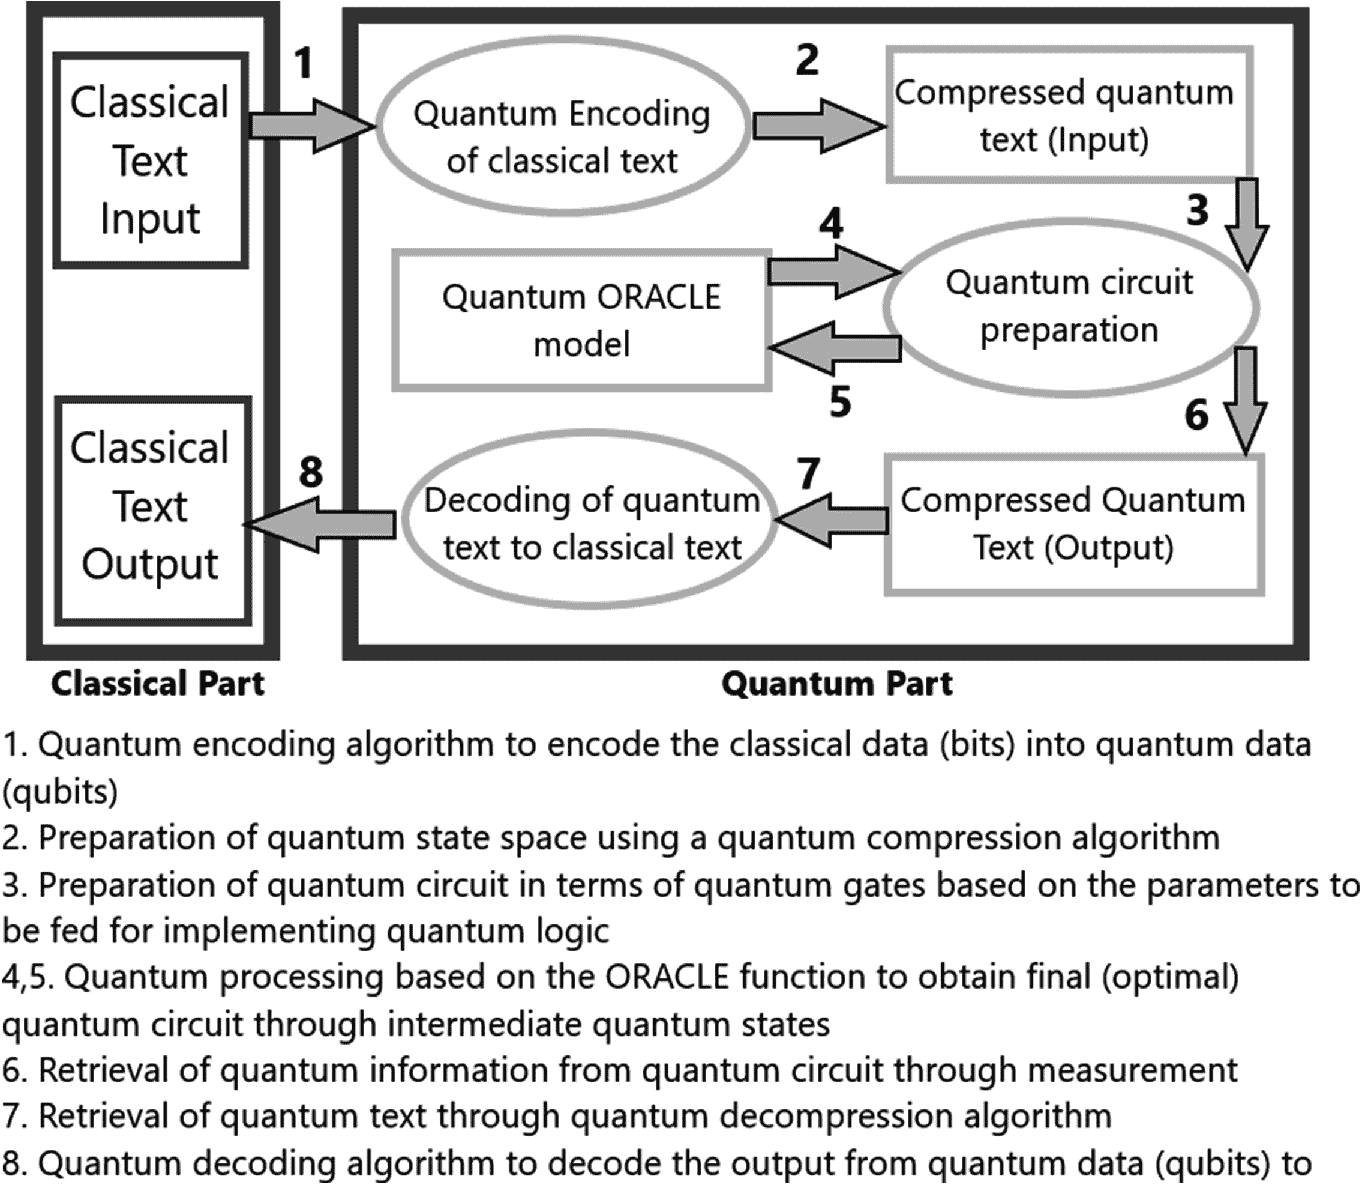 1
2
Classical
Text
Input
Quantum Encoding
of classical text
Compressed quantum
text (Input)
3
4
Quantum ORACLE
model
Quantum circuit
preparation
5
6
Classical
Text
Output
8
Decoding of quantum
text to classical text
7
Compressed Quantum
Text (Output)
Classical Part
Quantum Part
1. Quantum encoding algorithm to encode the classical data (bits) into quantum data
(qubits)
2. Preparation of quantum state space using a quantum compression algorithm
3. Preparation of quantum circuit in terms of quantum gates based on the parameters to
be fed for implementing quantum logic
4,5. Quantum processing based on the ORACLE function to obtain final (optimal)
quantum circuit through intermediate quantum states
6. Retrieval of quantum information from quantum circuit through measurement
7. Retrieval of quantum text through quantum decompression algorithm
8. Quantum decoding algorithm to decode the output from quantum data (qubits) to